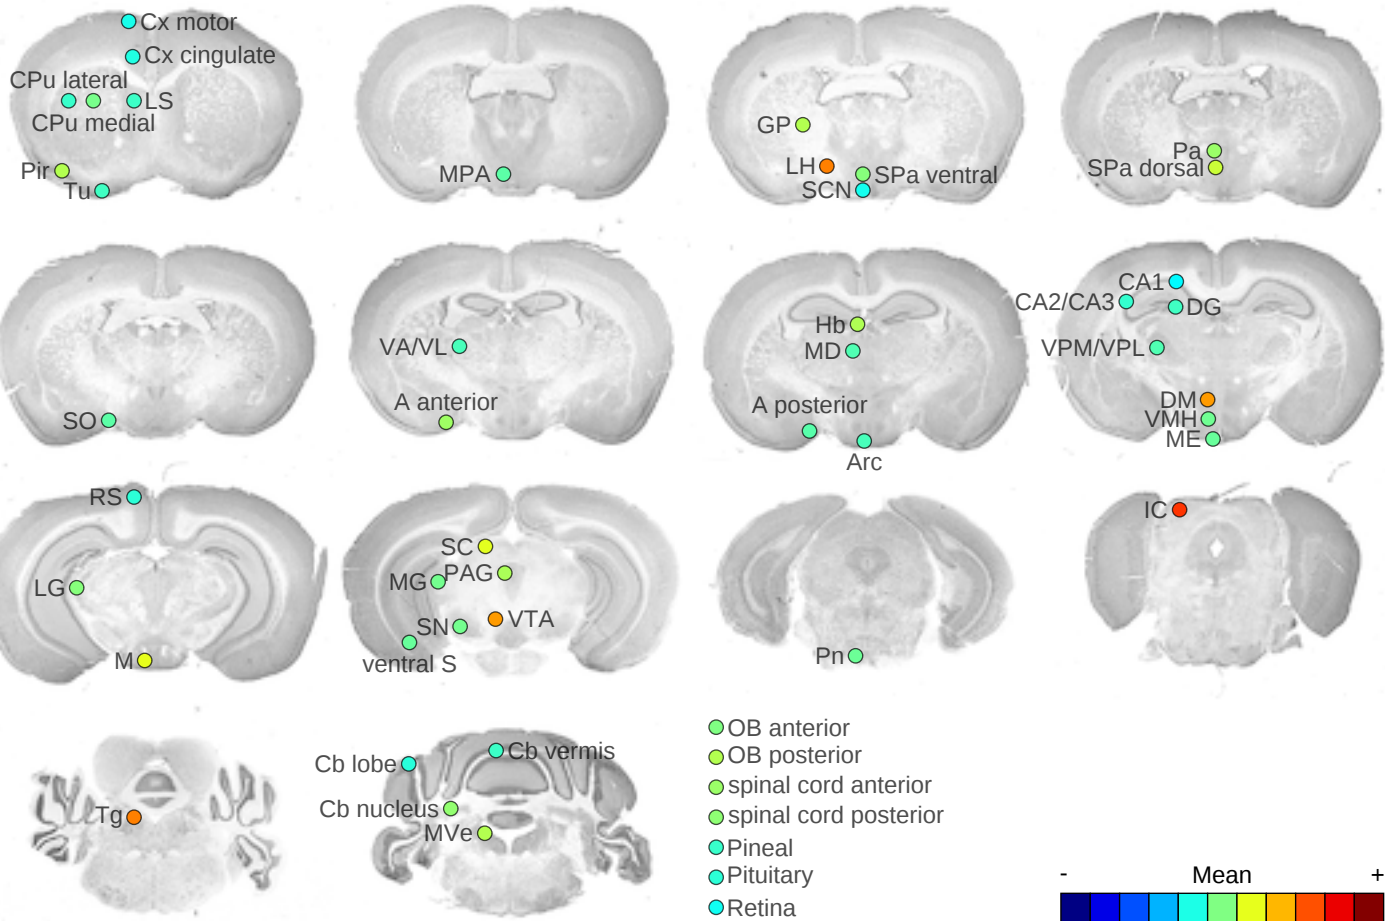 Cx motor
Cx cingulate
CPu lateral
LS
CPu medial
Pir
Tu
MPA
GP
LH
SPa ventral
SCN
Pa
SPa dorsal
SO
VA/VL
A anterior
Hb
MD
A posterior
Arc
CA1
CA2/CA3
DG
VPM/VPL
DM
VMH
ME
RS
LG
M
SC
PAG
MG
VTA
SN
ventral S
Pn
IC
Tg
Cb lobe
Cb vermis
Cb nucleus
MVe
OB anterior
OB posterior
spinal cord anterior
spinal cord posterior
Pineal
Pituitary
Retina
- Mean +